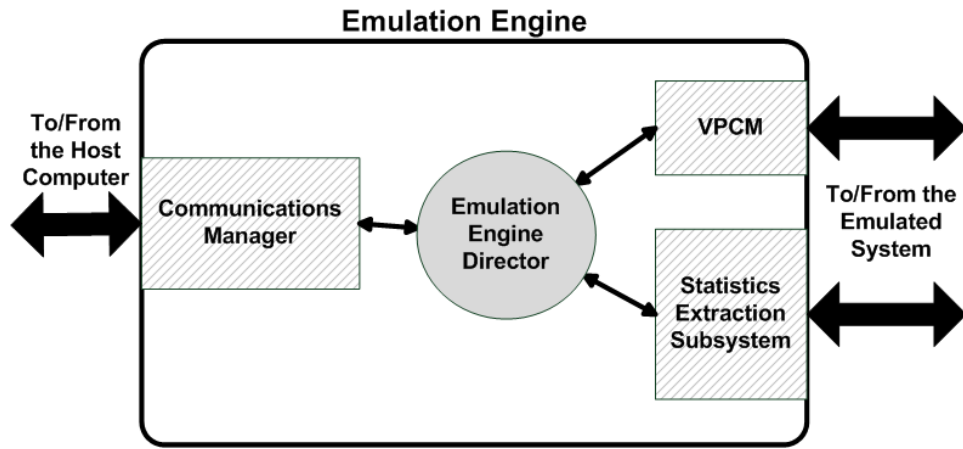 Emulation Engine
To/From
the Host
Computer
Communications
Manager
Emulation
Engine
Director
VPCM
Statistics
Extraction
Subsystem
To/From the
Emulated
System